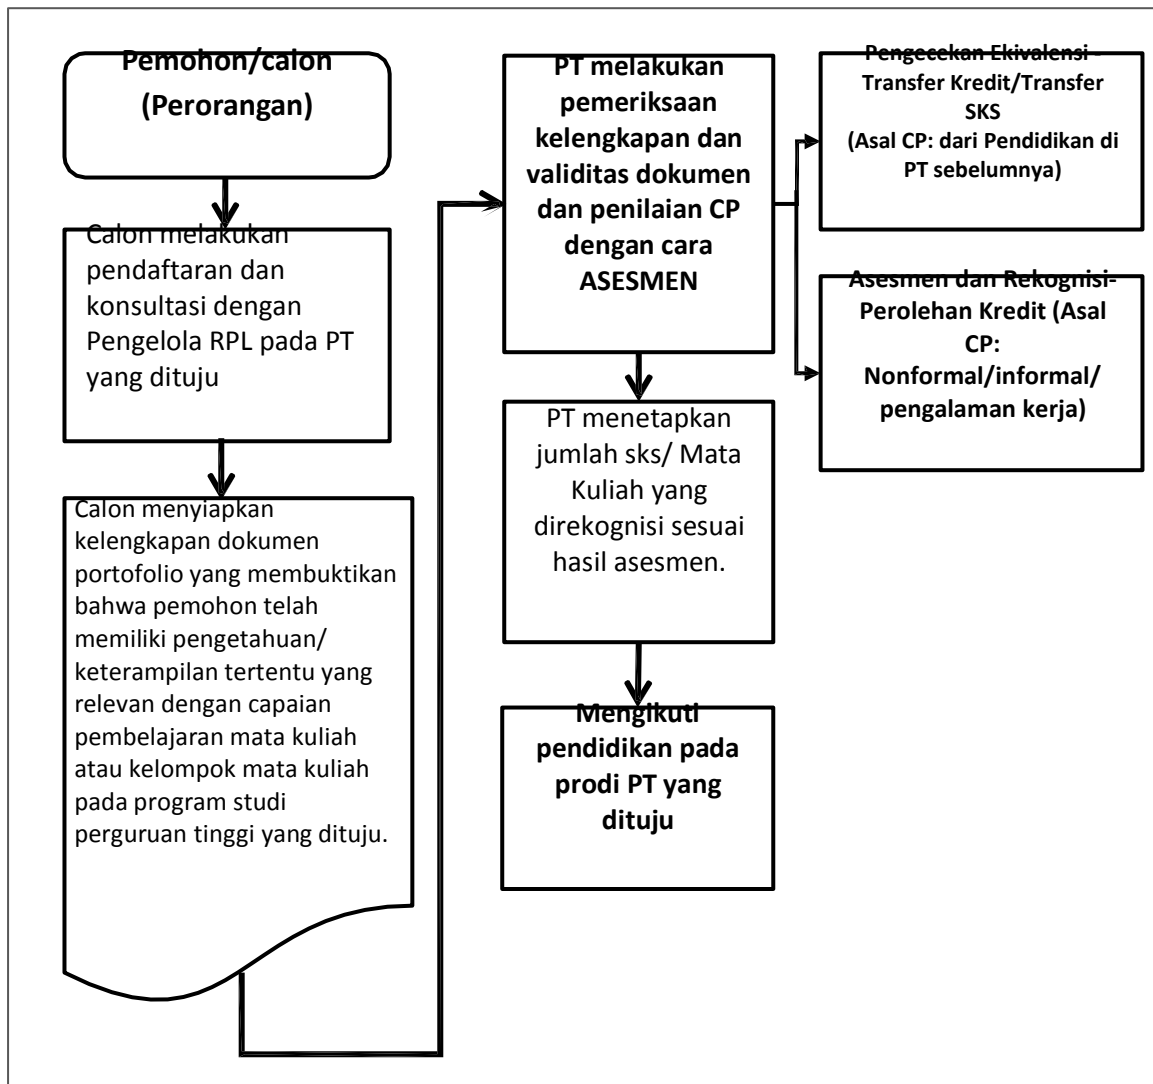 Pemohon/calon
(Perorangan)
Calon melakukan
pendaftaran dan
konsultasi dengan
Pengelola RPL pada PT
yang dituju
Calon menyiapkan
kelengkapan dokumen
portofolio yang membuktikan
bahwa pemohon telah
memiliki pengetahuan/
keterampilan tertentu yang
relevan dengan capaian
pembelajaran mata kuliah
atau kelompok mata kuliah
pada program studi
perguruan tinggi yang dituju.
PT melakukan
pemeriksaan
kelengkapan dan
validitas dokumen
dan penilaian CP
dengan cara
ASESMEN
PT menetapkan
jumlah sks/ Mata
Kuliah yang
direkognisi sesuai
hasil asesmen.
Mengikuti
pendidikan pada
prodi PT yang
dituju
Pengecekan Ekivalensi -
Transfer Kredit/Transfer
SKS
(Asal CP: dari Pendidikan di
PT sebelumnya)
Asesmen dan Rekognisi-
Perolehan Kredit (Asal
CP:
Nonformal/informal/
pengalaman kerja)